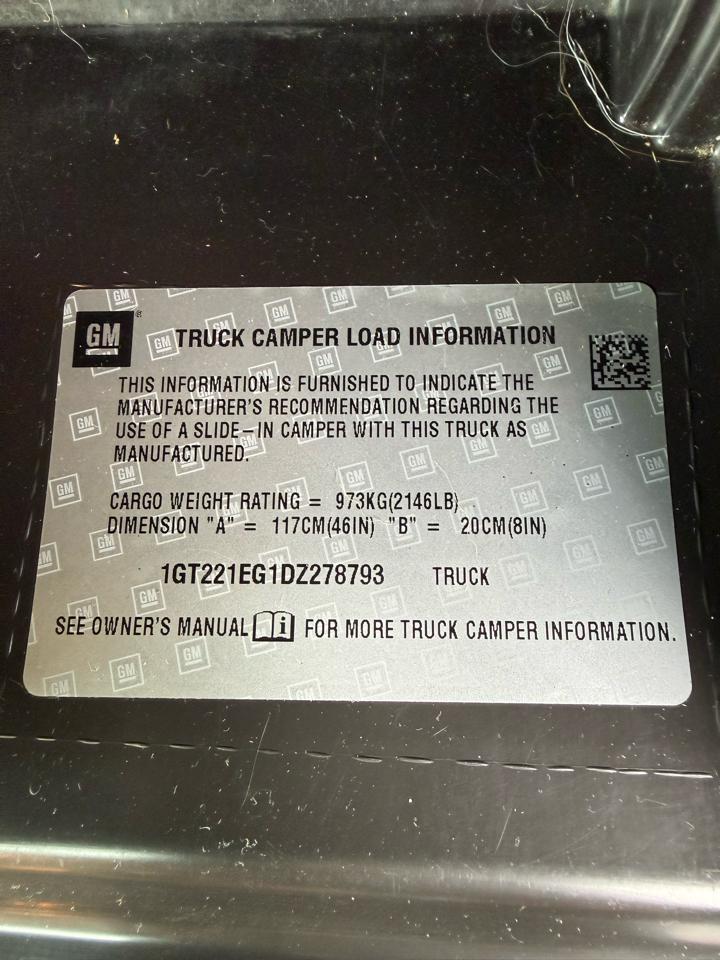 GM ®
TRUCK CAMPER LOAD INFORMATION
THIS INFORMATION IS FURNISHED TO INDICATE THE
MANUFACTURER'S RECOMMENDATION REGARDING THE
USE OF A SLIDE-IN CAMPER WITH THIS TRUCK AS
MANUFACTURED.
CARGO WEIGHT RATING = 973KG(2146LB)
DIMENSION "A" = 117CM(46IN) "B" = 20CM(8IN)
1GT221EG1DZ278793 TRUCK
SEE OWNER'S MANUAL i FOR MORE TRUCK CAMPER INFORMATION.